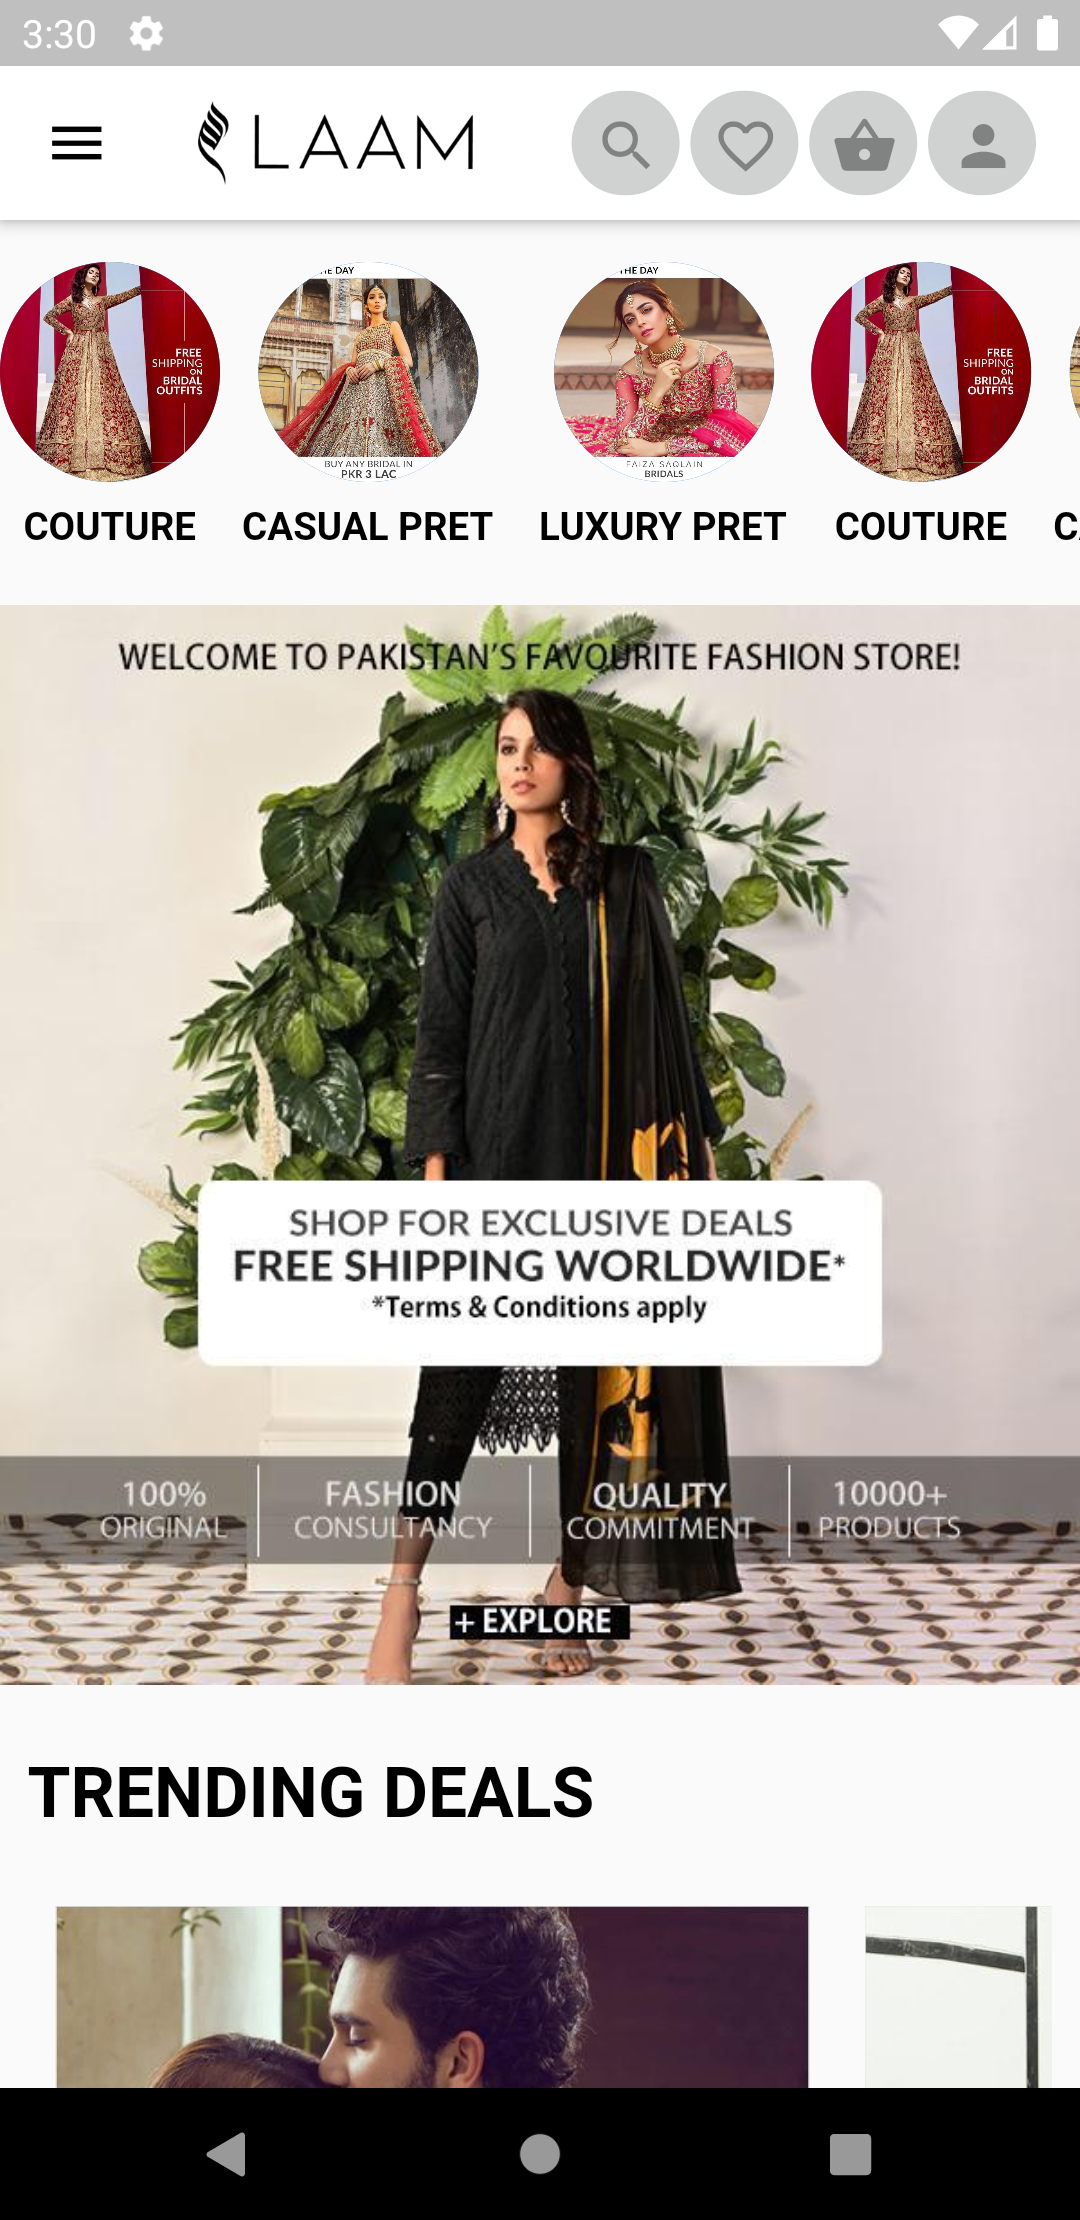 3:30
LAAM
FREE
SHIPPING
ON
BRIDAL
OUTFITS
THE DAY
BUY ANY BRIDAL IN
PKR 3 LAC
THE DAY
FAIZA SAQLAIN
BRIDALS
FREE
SHIPPING
ON
BRIDAL
OUTFITS
COUTURE
CASUAL PRET
LUXURY PRET
COUTURE
WELCOME TO PAKISTAN'S FAVOURITE FASHION STORE!
SHOP FOR EXCLUSIVE DEALS
FREE SHIPPING WORLDWIDE*
*Terms & Conditions apply
100% ORIGINAL
FASHION CONSULTANCY
QUALITY COMMITMENT
10000+ PRODUCTS
+ EXPLORE
TRENDING DEALS